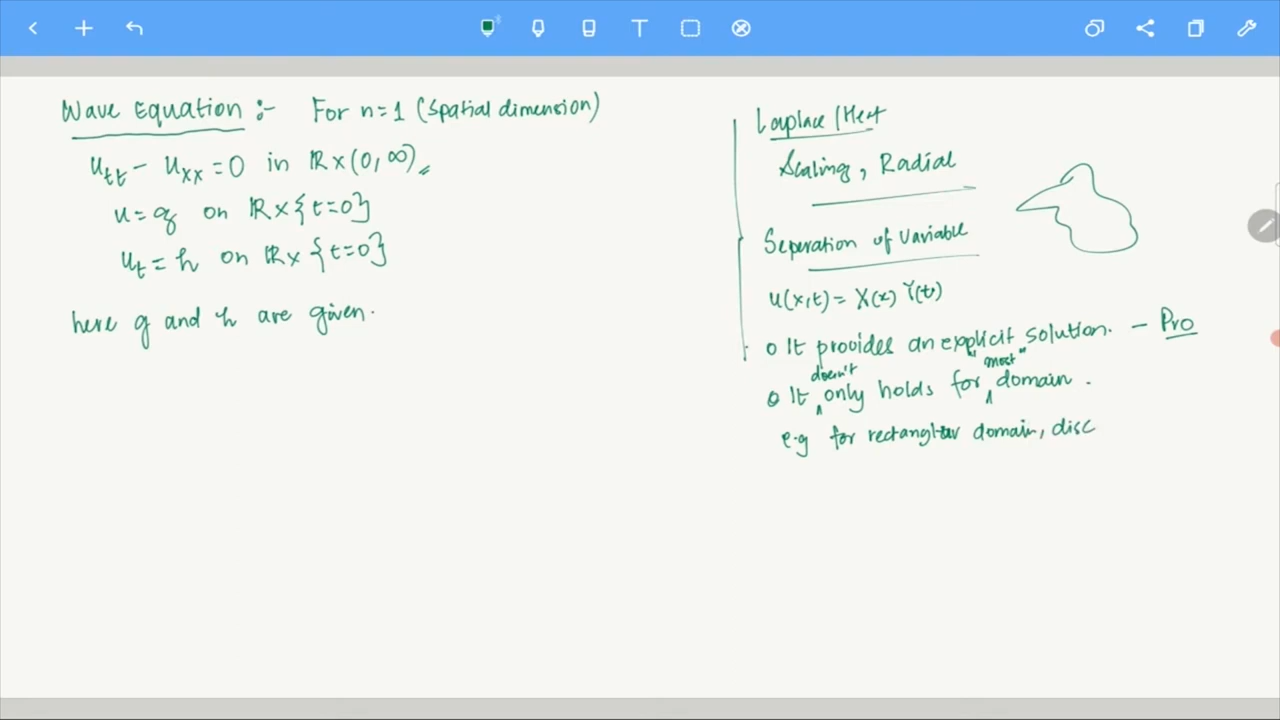 Wave Equation :- For n=1 (Spatial dimension)
u_tt - u_xx = 0 in ℝ×(0,∞)
u = g on ℝ×{t=0}
u_t = h on ℝ×{t=0}
here g and h are given.
Laplace/Heat
Scaling, Radial
Seperation of Variable
u(x,t) = X(x) T(t)
o It provides an explicit solution. - Pro
doesn't "most"
o It ∧ only holds for ∧ domain.
e.g for rectanglar domain, disc
T